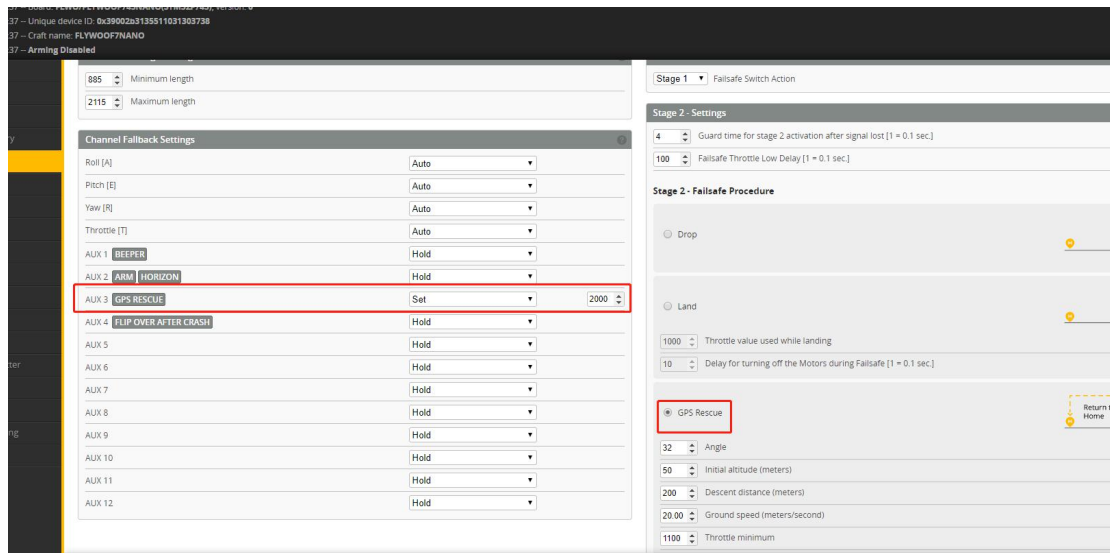 37 -- Unique device ID: 0x39002b3135511031303738
37 -- Craft name: FLYWOOF7NANO
37 -- Arming Disabled
885 Minimum length
2115 Maximum length
Channel Fallback Settings
Roll [A] Auto
Pitch [E] Auto
Yaw [R] Auto
Throttle [T] Auto
AUX 1 BEEPER Hold
AUX 2 ARM HORIZON Hold
AUX 3 GPS RESCUE Set 2000
AUX 4 FLIP OVER AFTER CRASH Hold
AUX 5 Hold
AUX 6 Hold
AUX 7 Hold
AUX 8 Hold
AUX 9 Hold
AUX 10 Hold
AUX 11 Hold
AUX 12 Hold
ry
tter
ng
Stage 1 Failsafe Switch Action
Stage 2 - Settings
4 Guard time for stage 2 activation after signal lost [1 = 0.1 sec.]
100 Failsafe Throttle Low Delay [1 = 0.1 sec.]
Stage 2 - Failsafe Procedure
Drop
Land
1000 Throttle value used while landing
10 Delay for turning off the Motors during Failsafe [1 = 0.1 sec.]
GPS Rescue
Return t
Home
32 Angle
50 Initial altitude (meters)
200 Descent distance (meters)
20.00 Ground speed (meters/second)
1100 Throttle minimum